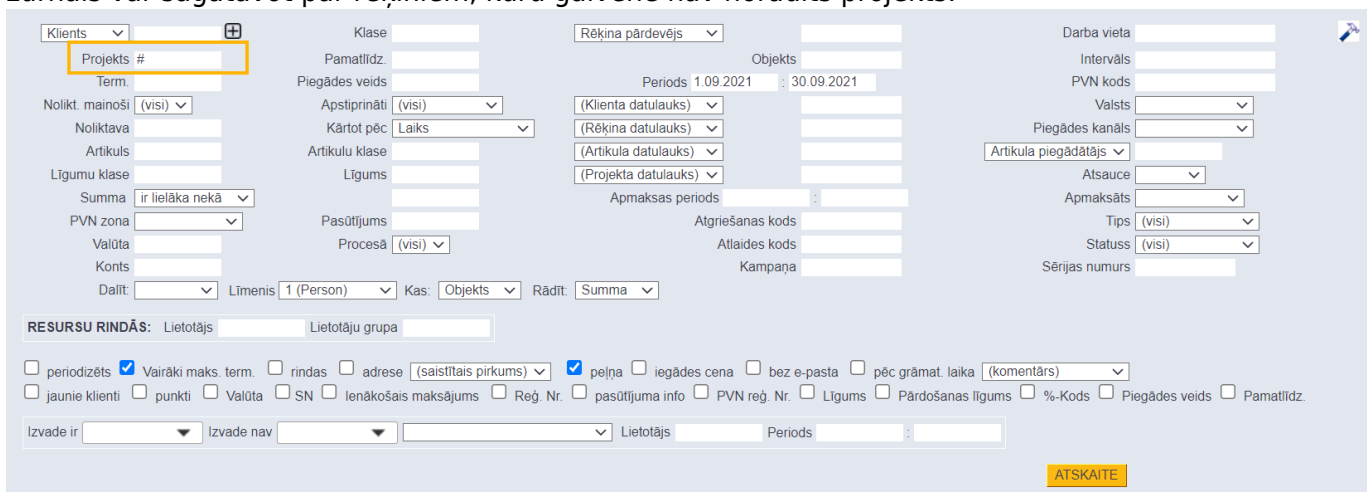 Klients Klase Rēķina pārdevējs Darba vieta
Projekts # Pamatlīdz. Objekts Intervāls
Term. Piegādes veids Periods 1.09.2021 : 30.09.2021 PVN kods
Nolikt. mainoši (visi) Apstiprināti (visi) (Klienta datulauks) Valsts
Noliktava Kārtot pēc Laiks (Rēķina datulauks) Piegādes kanāls
Artikuls Artikulu klase (Artikula datulauks) Artikula piegādātājs
Līgumu klase Līgums (Projekta datulauks) Atsauce
Summa ir lielāka nekā Apmaksas periods : Apmaksāts
PVN zona Pasūtījums Atgriešanas kods Tips (visi)
Valūta Procesā (visi) Atlaides kods Statuss (visi)
Konts Kampaņa Sērijas numurs
Dalīt: Līmenis 1 (Person) Kas: Objekts Rādīt: Summa
RESURSU RINDĀS: Lietotājs Lietotāju grupa
periodizēts Vairāki maks. term. rindas adrese (saistītais pirkums) peļņa iegādes cena bez e-pasta pēc grāmat. laika (komentārs)
jaunie klienti punkti Valūta SN Ienākošais maksājums Reģ. Nr. pasūtījuma info PVN reģ. Nr. Līgums Pārdošanas līgums %-Kods Piegādes veids Pamatlīdz.
Izvade ir Izvade nav Lietotājs Periods :
ATSKAITE